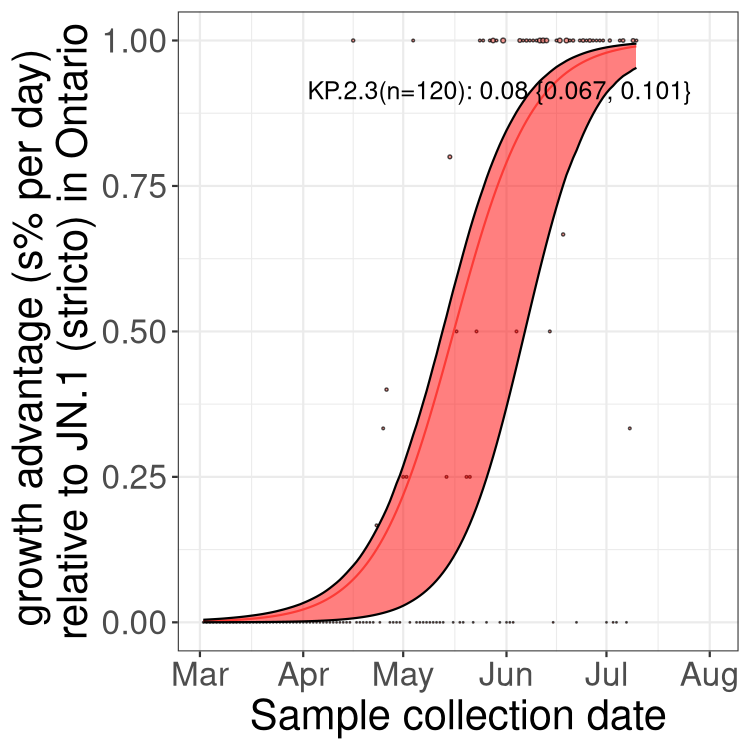 growth advantage (s% per day)
relative to JN.1 (stricto) in Ontario
1.00
0.75
0.50
0.25
0.00
KP.2.3(n=120): 0.08 {0.067, 0.101}
Mar Apr May Jun Jul Aug
Sample collection date